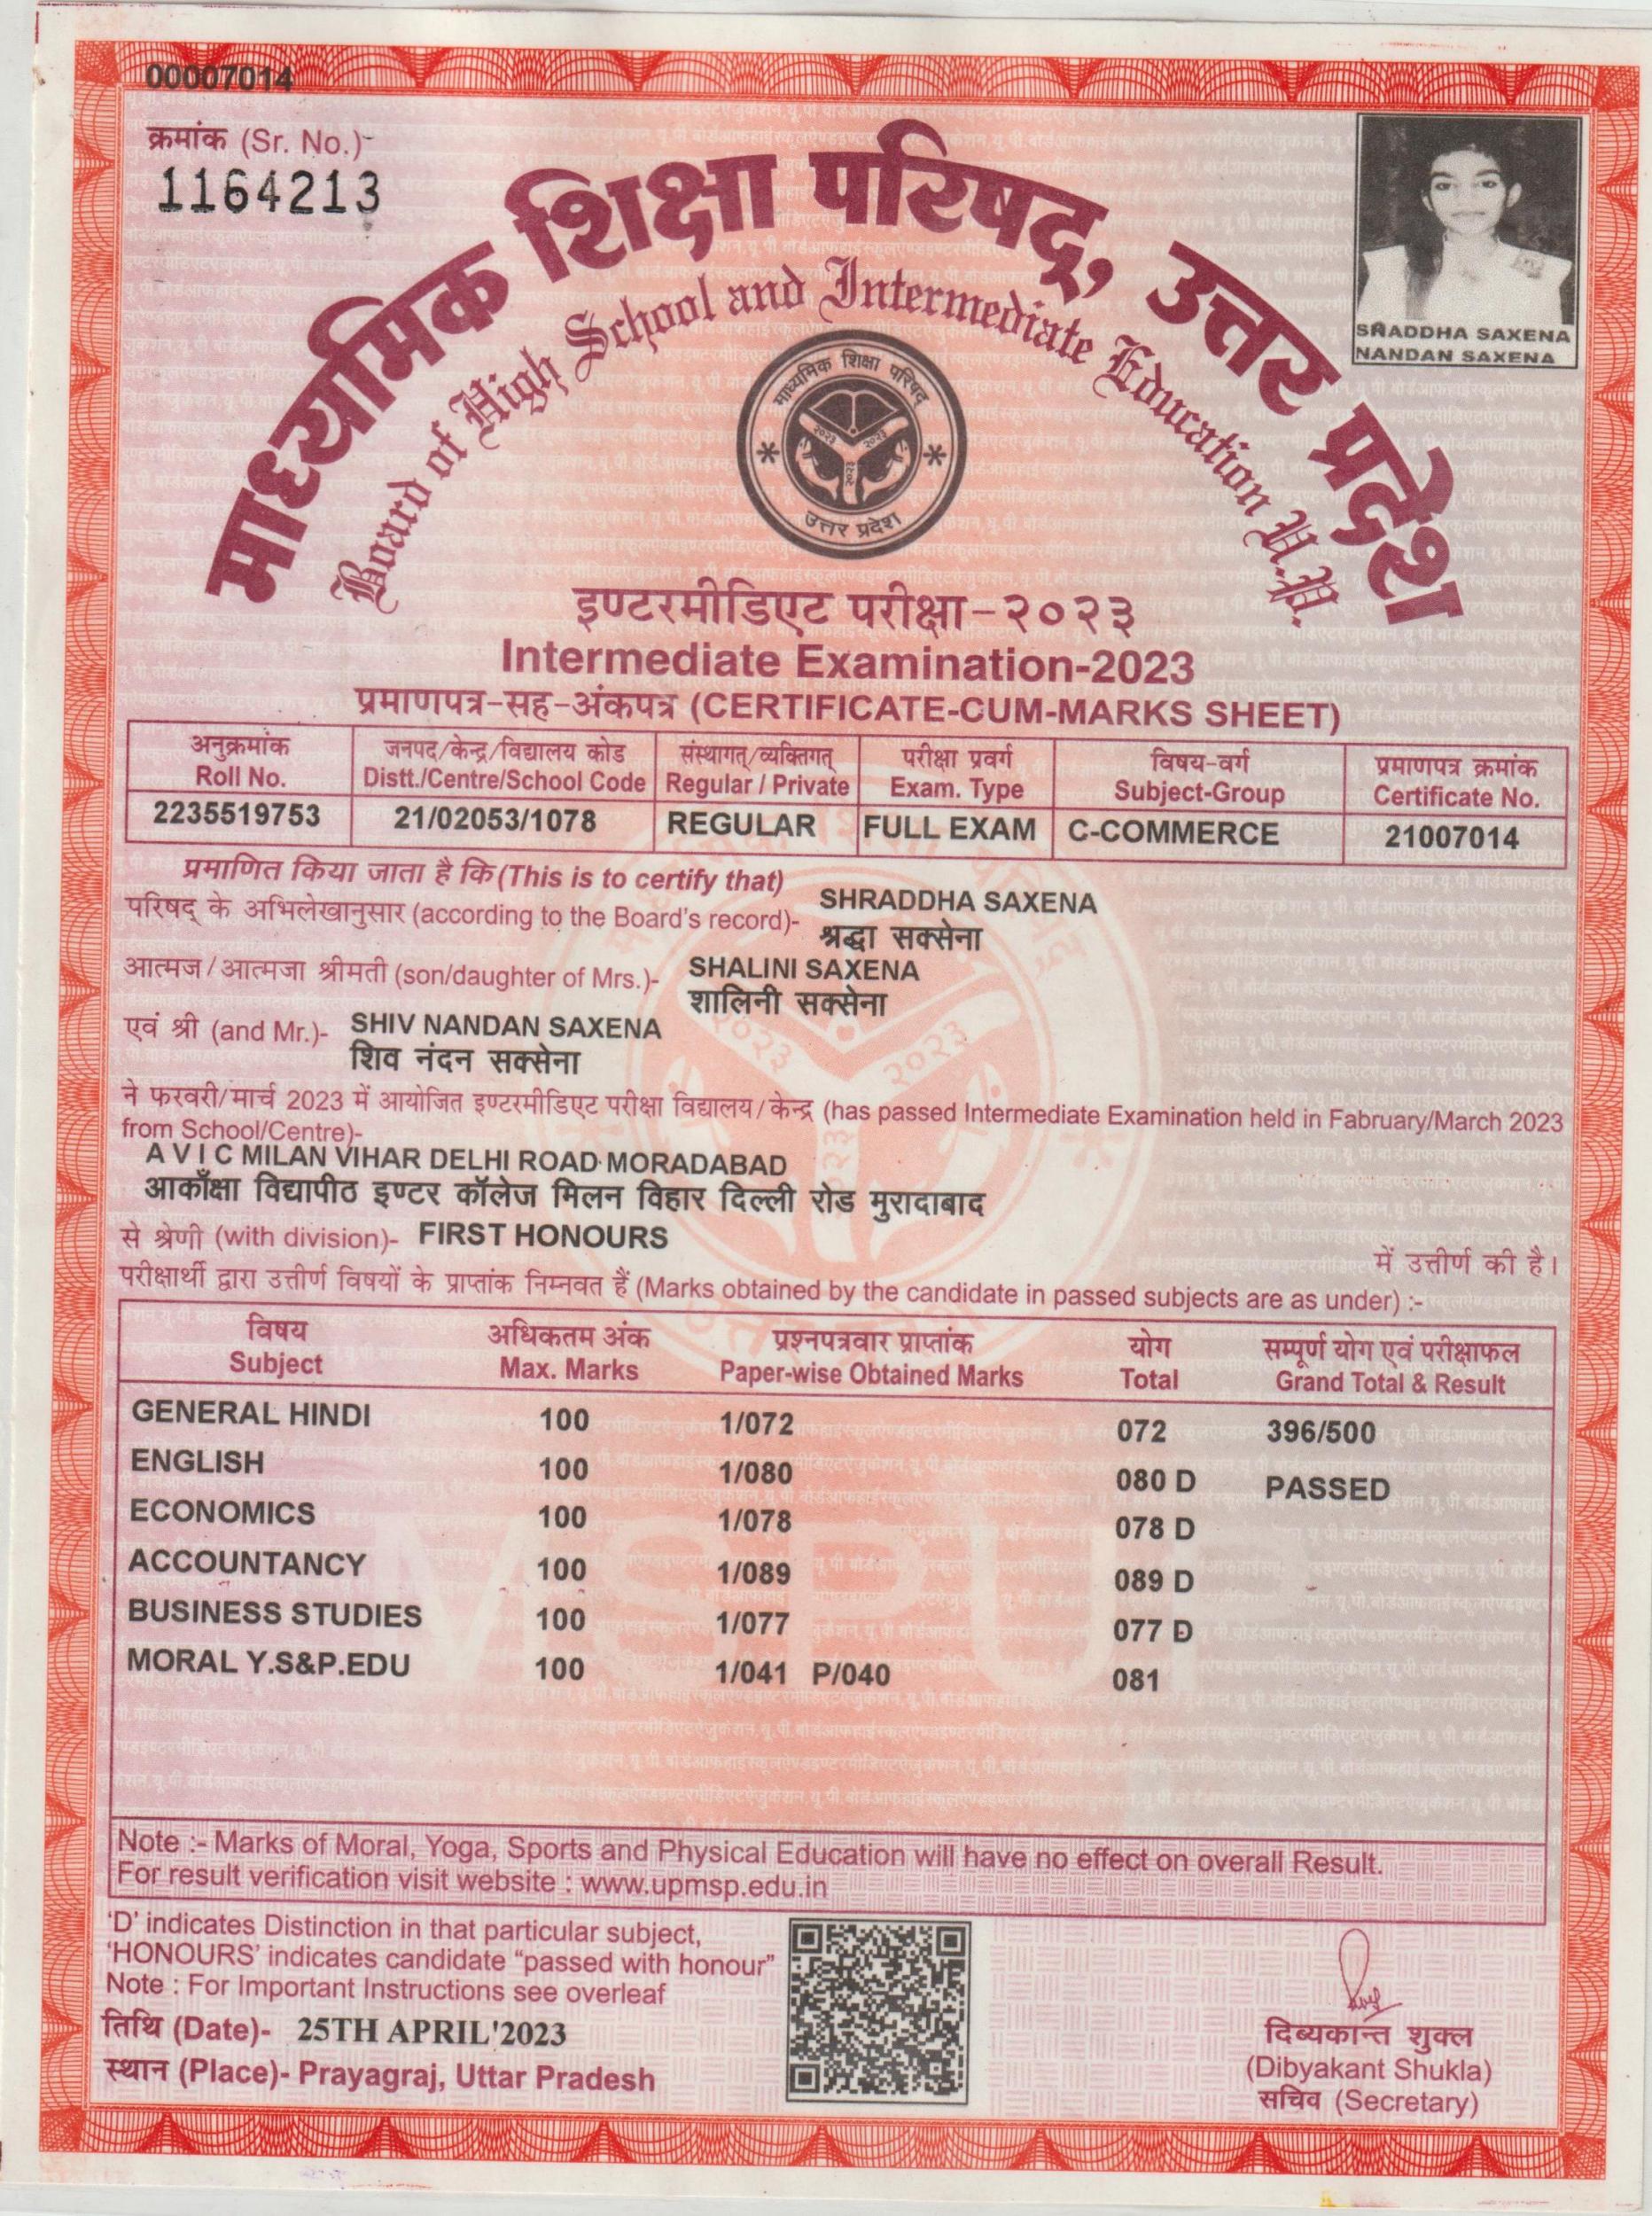 00007014
क्रमांक (Sr. No.)-
1164213
माध्यमिक शिक्षा परिषद्, उत्तर प्रदेश
Board of High School and Intermediate Education U.P.
SHRADDHA SAXENA
NANDAN SAXENA
माध्यमिक शिक्षा परिषद्
२०२३ २०२३
२०२३
उत्तर प्रदेश
इण्टरमीडिएट परीक्षा-२०२३
Intermediate Examination-2023
प्रमाणपत्र-सह-अंकपत्र (CERTIFICATE-CUM-MARKS SHEET)
अनुक्रमांक जनपद/केन्द्र/विद्यालय कोड संस्थागत्/व्यक्तिगत् परीक्षा प्रवर्ग विषय-वर्ग प्रमाणपत्र क्रमांक
Roll No. Distt./Centre/School Code Regular / Private Exam. Type Subject-Group Certificate No.
2235519753 21/02053/1078 REGULAR FULL EXAM C-COMMERCE 21007014
प्रमाणित किया जाता है कि (This is to certify that)
परिषद् के अभिलेखानुसार (according to the Board's record)- SHRADDHA SAXENA
श्रद्धा सक्सेना
आत्मज/आत्मजा श्रीमती (son/daughter of Mrs.)- SHALINI SAXENA
शालिनी सक्सेना
एवं श्री (and Mr.)- SHIV NANDAN SAXENA
शिव नंदन सक्सेना
ने फरवरी/मार्च 2023 में आयोजित इण्टरमीडिएट परीक्षा विद्यालय/केन्द्र (has passed Intermediate Examination held in Fabruary/March 2023
from School/Centre)-
A V I C MILAN VIHAR DELHI ROAD MORADABAD
आकाँक्षा विद्यापीठ इण्टर कॉलेज मिलन विहार दिल्ली रोड मुरादाबाद
से श्रेणी (with division)- FIRST HONOURS
में उत्तीर्ण की है।
परीक्षार्थी द्वारा उत्तीर्ण विषयों के प्राप्तांक निम्नवत हैं (Marks obtained by the candidate in passed subjects are as under) :-
विषय अधिकतम अंक प्रश्नपत्रवार प्राप्तांक योग सम्पूर्ण योग एवं परीक्षाफल
Subject Max. Marks Paper-wise Obtained Marks Total Grand Total & Result
GENERAL HINDI 100 1/072 072 396/500
ENGLISH 100 1/080 080 D PASSED
ECONOMICS 100 1/078 078 D
ACCOUNTANCY 100 1/089 089 D
BUSINESS STUDIES 100 1/077 077 D
MORAL Y.S&P.EDU 100 1/041 P/040 081
Note :- Marks of Moral, Yoga, Sports and Physical Education will have no effect on overall Result.
For result verification visit website : www.upmsp.edu.in
'D' indicates Distinction in that particular subject,
'HONOURS' indicates candidate "passed with honour"
Note : For Important Instructions see overleaf
तिथि (Date)- 25TH APRIL'2023
स्थान (Place)- Prayagraj, Uttar Pradesh
दिव्यकान्त शुक्ल
(Dibyakant Shukla)
सचिव (Secretary)